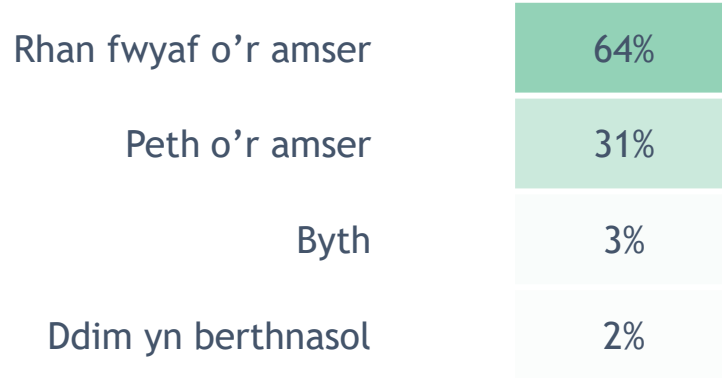 Rhan fwyaf o’r amser 64%
Peth o’r amser 31%
Byth 3%
Ddim yn berthnasol 2%